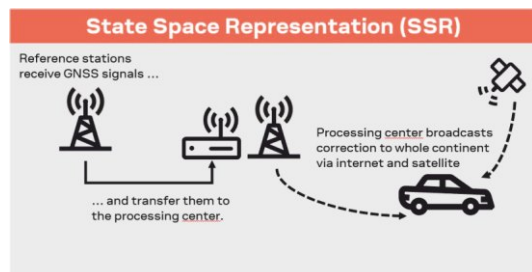 State Space Representation (SSR)
Reference stations
receive GNSS signals ...
Processing center broadcasts
correction to whole continent
via internet and satellite
... and transfer them to
the processing center.